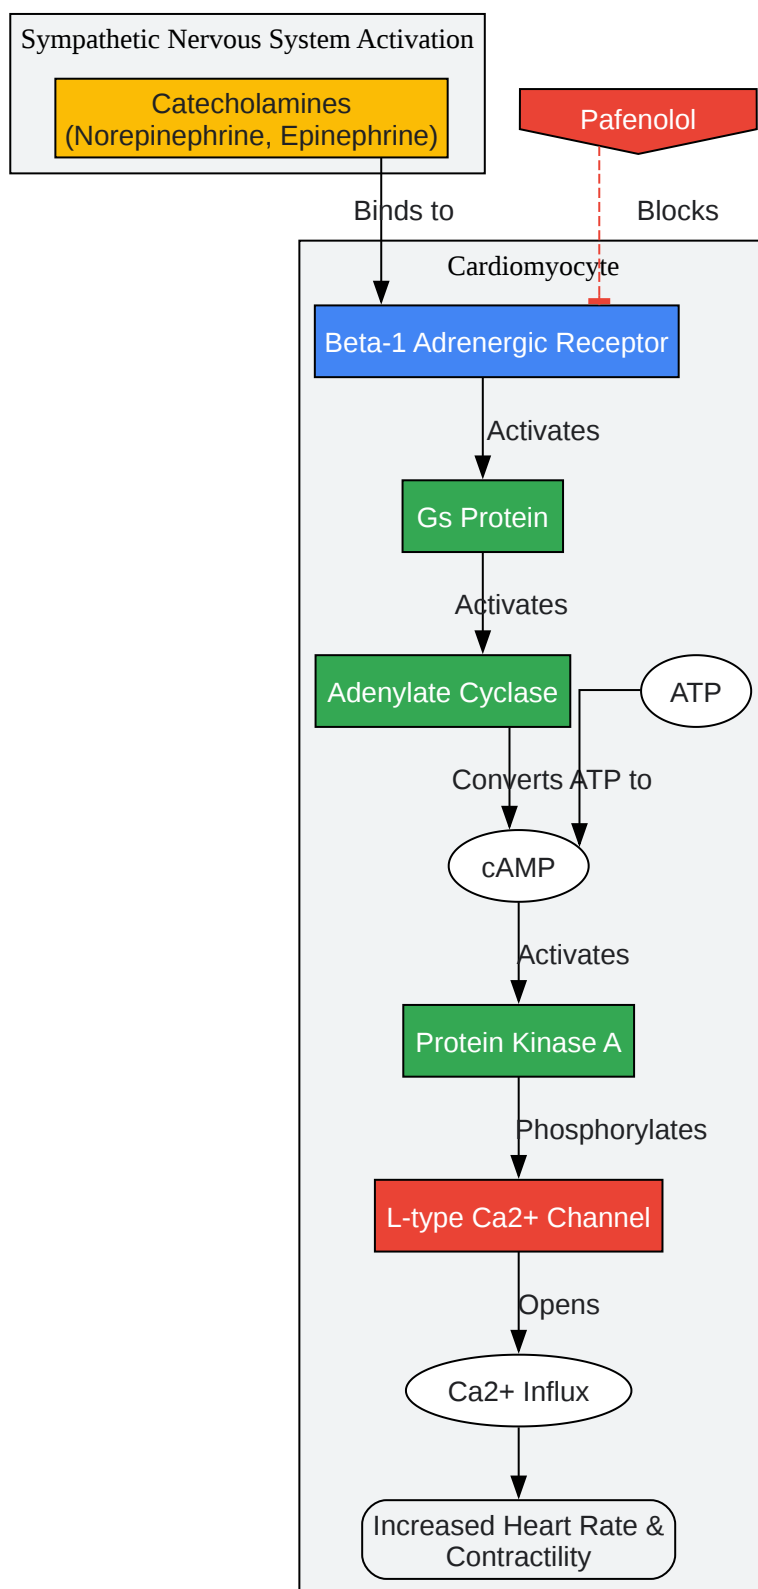 Sympathetic Nervous System Activation
Catecholamines
(Norepinephrine, Epinephrine)
Pafenolol
Binds to
Blocks
Cardiomyocyte
Beta-1 Adrenergic Receptor
Activates
Gs Protein
Activates
Adenylate Cyclase
ATP
Converts ATP to
cAMP
Activates
Protein Kinase A
Phosphorylates
L-type Ca2+ Channel
Opens
Ca2+ Influx
Increased Heart Rate &
Contractility